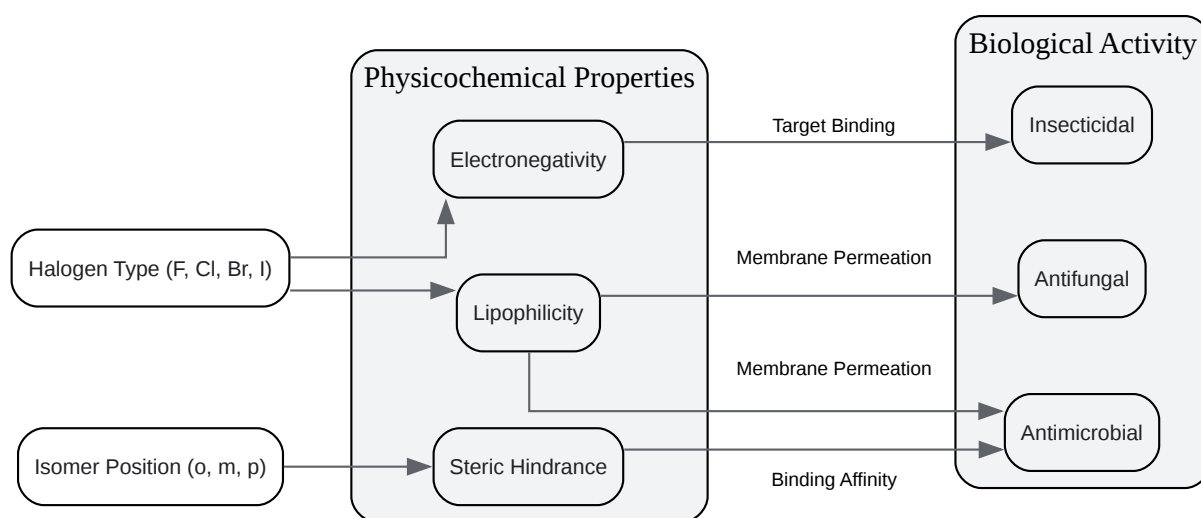 Biological Activity
Physicochemical Properties
Insecticidal
Target Binding
Electronegativity
Membrane Permeation
Halogen Type (F, Cl, Br, I)
Antifungal
Lipophilicity
Membrane Permeation
Antimicrobial
Isomer Position (o, m, p)
Steric Hindrance
Binding Affinity